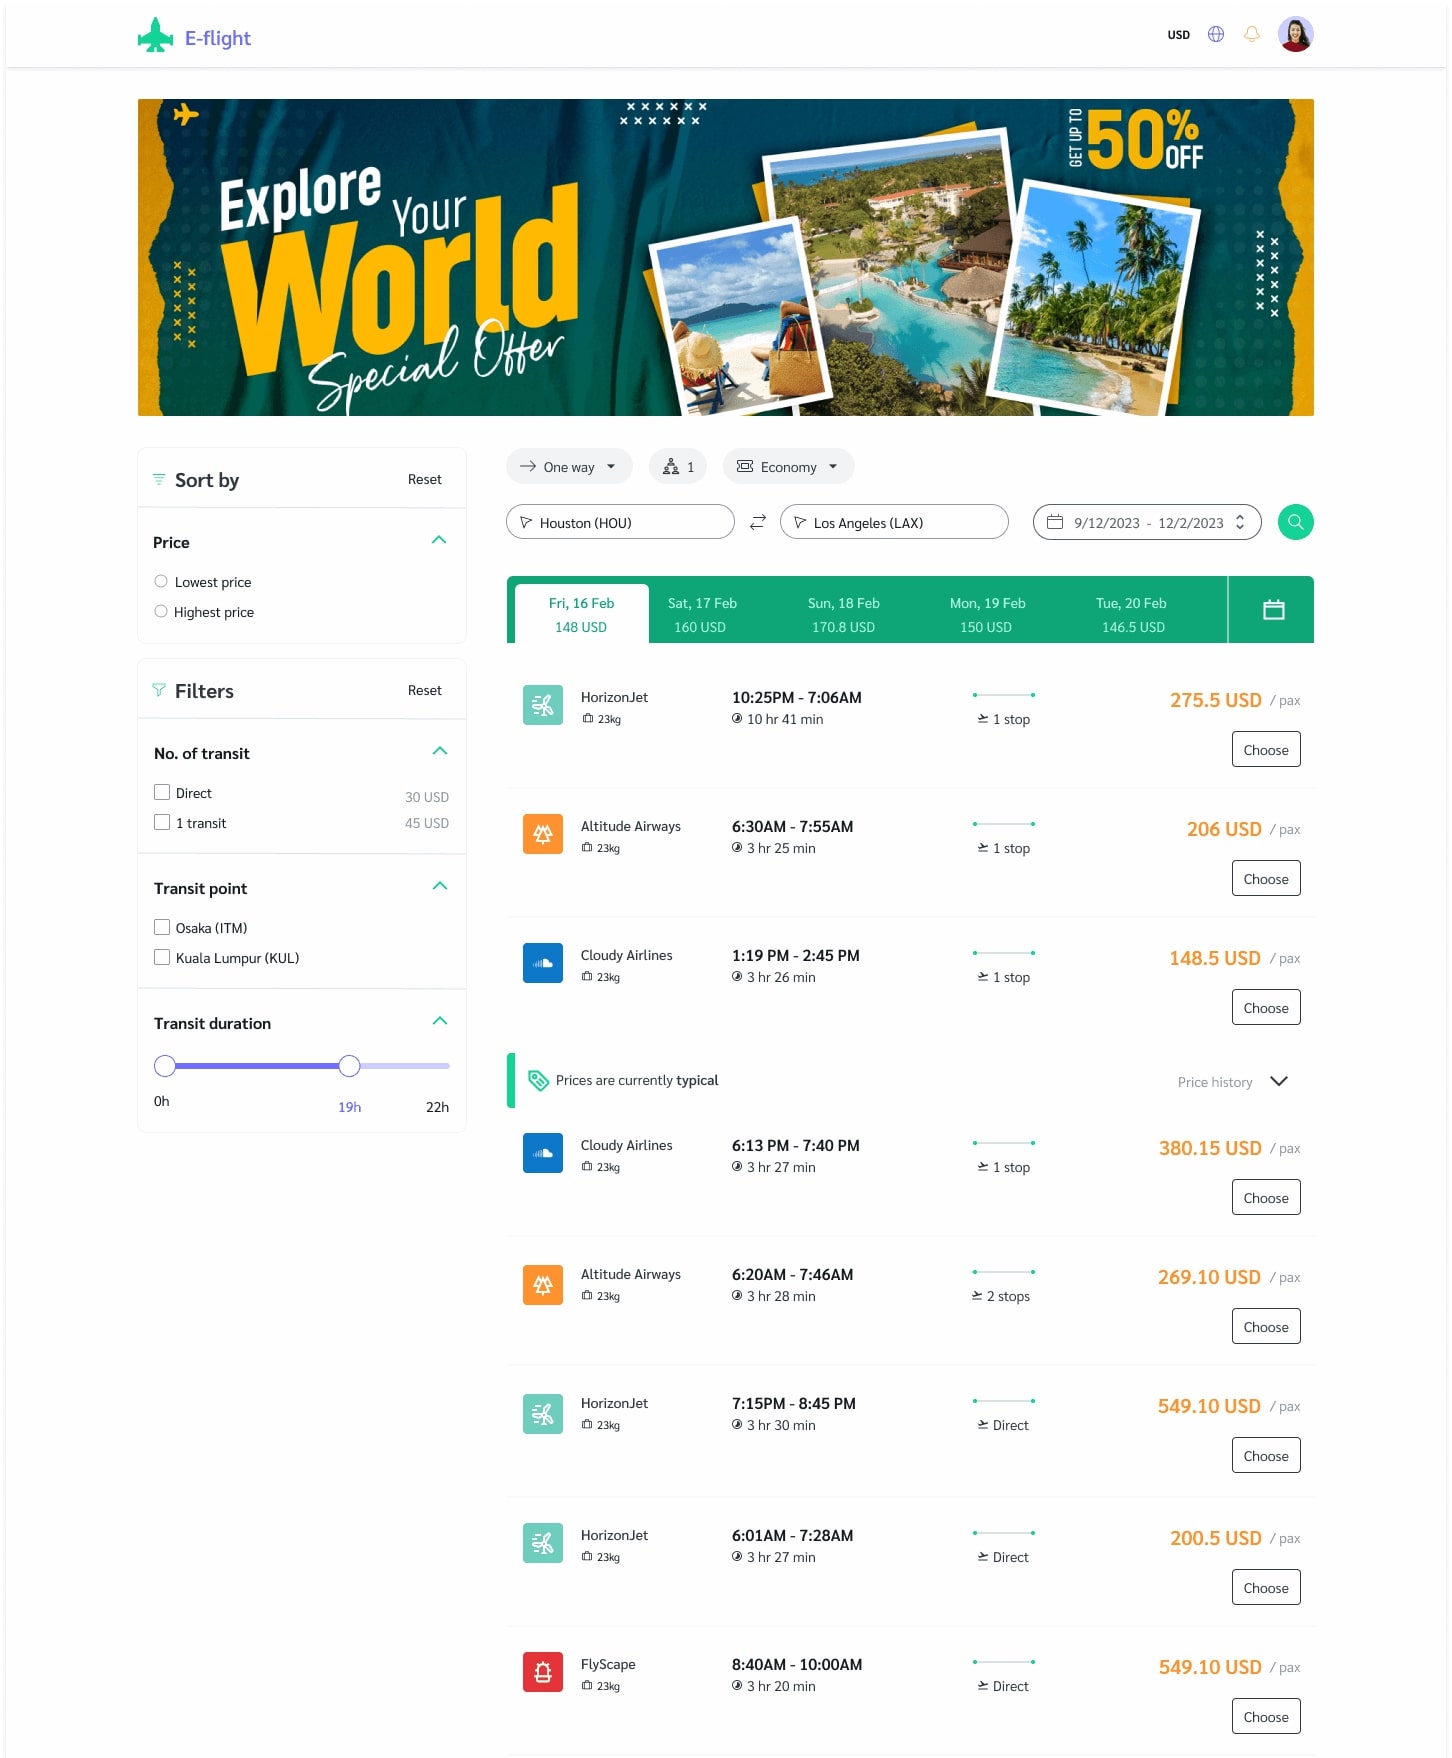 E-flight
USD
Explore Your
World
Special Offer
GET UP TO
50%
OFF
Sort by
Reset
Price
Lowest price
Highest price
Filters
Reset
No. of transit
Direct
30 USD
1 transit
45 USD
Transit point
Osaka (ITM)
Kuala Lumpur (KUL)
Transit duration
0h
19h
22h
One way
1
Economy
Houston (HOU)
Los Angeles (LAX)
9/12/2023 - 12/2/2023
Fri, 16 Feb
148 USD
Sat, 17 Feb
160 USD
Sun, 18 Feb
170.8 USD
Mon, 19 Feb
150 USD
Tue, 20 Feb
146.5 USD
HorizonJet
23kg
10:25PM - 7:06AM
10 hr 41 min
1 stop
275.5 USD / pax
Choose
Altitude Airways
23kg
6:30AM - 7:55AM
3 hr 25 min
1 stop
206 USD / pax
Choose
Cloudy Airlines
23kg
1:19 PM - 2:45 PM
3 hr 26 min
1 stop
148.5 USD / pax
Choose
Prices are currently typical
Price history
Cloudy Airlines
23kg
6:13 PM - 7:40 PM
3 hr 27 min
1 stop
380.15 USD / pax
Choose
Altitude Airways
23kg
6:20AM - 7:46AM
3 hr 28 min
2 stops
269.10 USD / pax
Choose
HorizonJet
23kg
7:15PM - 8:45 PM
3 hr 30 min
Direct
549.10 USD / pax
Choose
HorizonJet
23kg
6:01AM - 7:28AM
3 hr 27 min
Direct
200.5 USD / pax
Choose
FlyScape
23kg
8:40AM - 10:00AM
3 hr 20 min
Direct
549.10 USD / pax
Choose